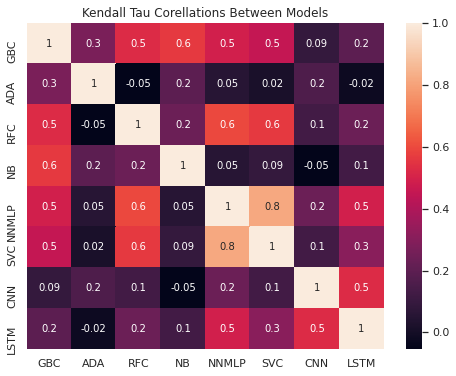 Kendall Tau Corellations Between Models
GBC 1 0.3 0.5 0.6 0.5 0.5 0.09 0.2
ADA 0.3 1 -0.05 0.2 0.05 0.02 0.2 -0.02
RFC 0.5 -0.05 1 0.2 0.6 0.6 0.1 0.2
NB 0.6 0.2 0.2 1 0.05 0.09 -0.05 0.1
NNMLP 0.5 0.05 0.6 0.05 1 0.8 0.2 0.5
SVC 0.5 0.02 0.6 0.09 0.8 1 0.1 0.3
CNN 0.09 0.2 0.1 -0.05 0.2 0.1 1 0.5
LSTM 0.2 -0.02 0.2 0.1 0.5 0.3 0.5 1
GBC ADA RFC NB NNMLP SVC CNN LSTM
1.0
0.8
0.6
0.4
0.2
0.0